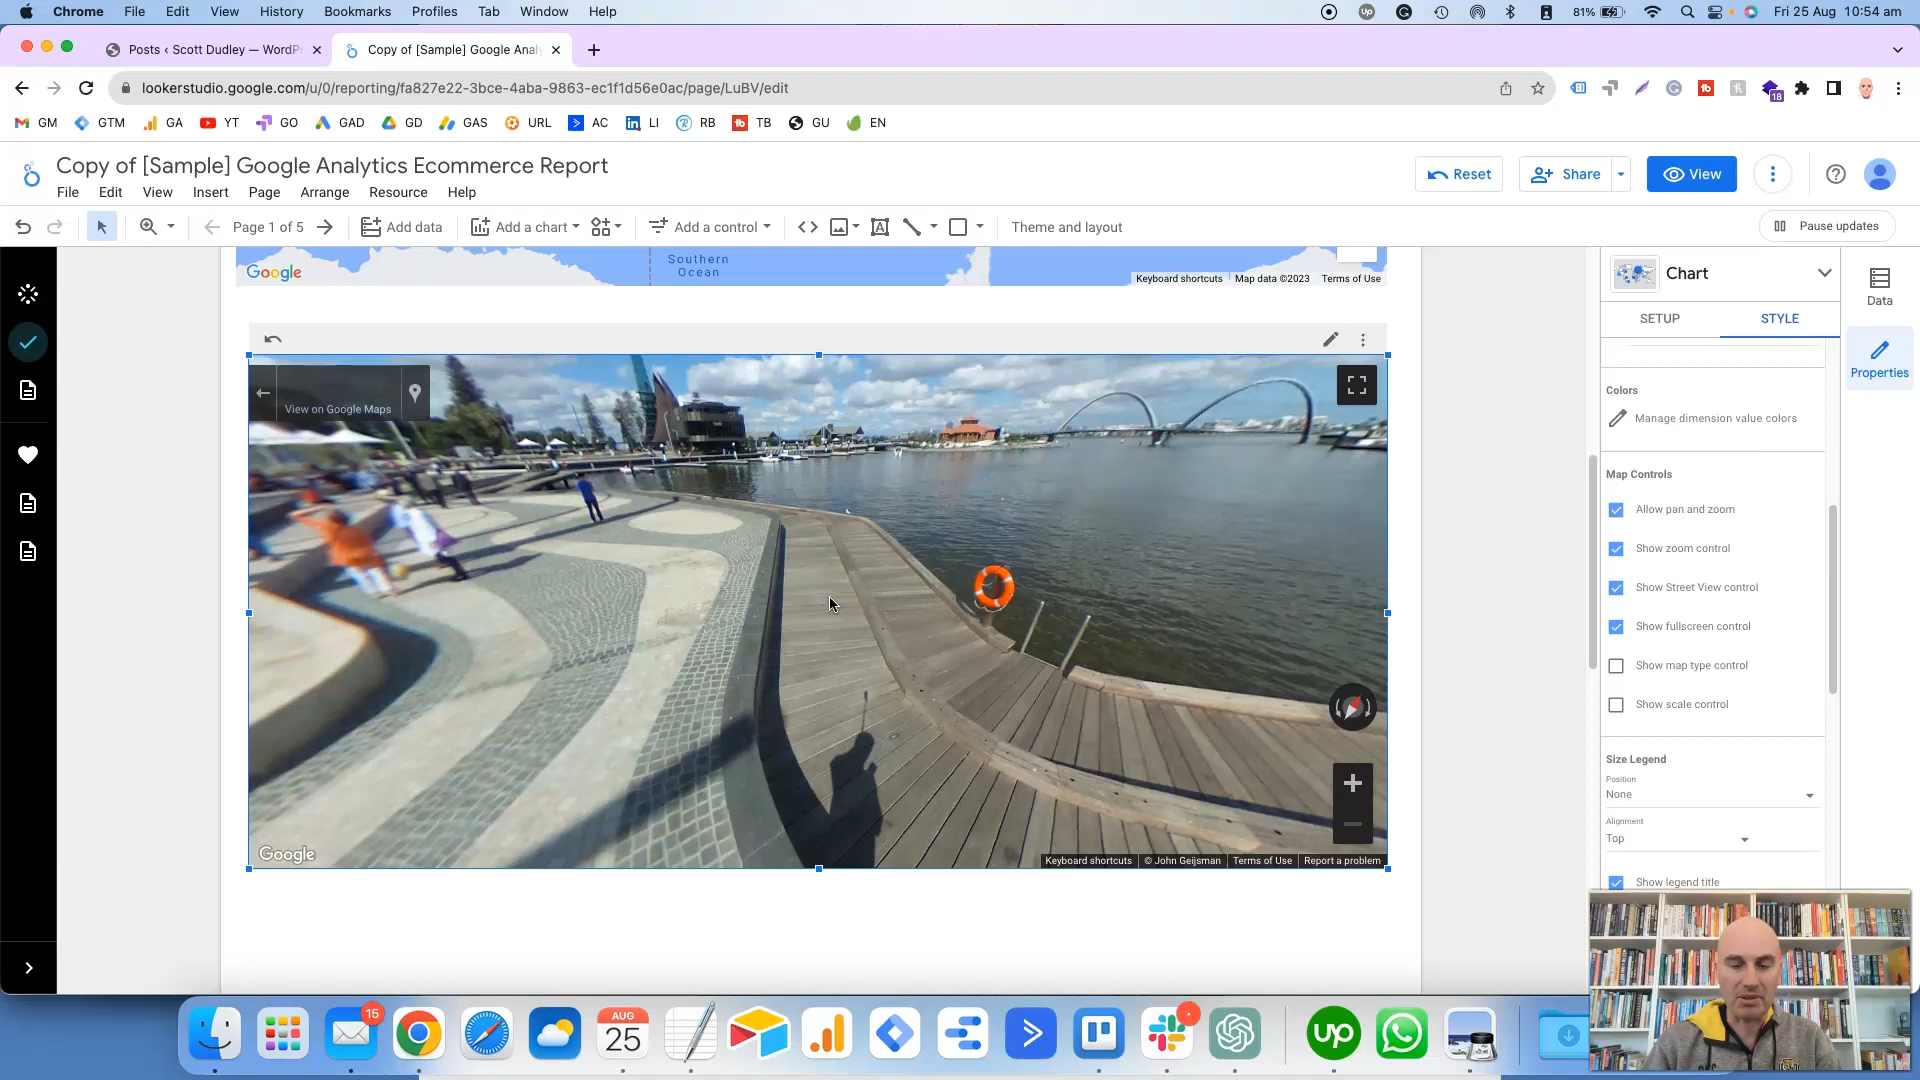 Chrome File Edit View History Bookmarks Profiles Tab Window Help
81% Fri 25 Aug 10:54 am
Posts ‹ Scott Dudley — WordPr
Copy of [Sample] Google Analy
lookerstudio.google.com/u/0/reporting/fa827e22-3bce-4aba-9863-ec1f1d56e0ac/page/LuBV/edit
18
GM GTM GA YT GO GAD GD GAS URL AC LI RB TB GU EN
Copy of [Sample] Google Analytics Ecommerce Report
File Edit View Insert Page Arrange Resource Help
Reset Share View
Page 1 of 5 Add data Add a chart Add a control Theme and layout Pause updates
Southern
Ocean
Google
Keyboard shortcuts Map data ©2023 Terms of Use
Chart
Data
SETUP STYLE
Properties
View on Google Maps
Colors
Manage dimension value colors
Map Controls
Allow pan and zoom
Show zoom control
Show Street View control
Show fullscreen control
Show map type control
Show scale control
Size Legend
Position
None
Alignment
Top
Show legend title
Google
Keyboard shortcuts © John Geijsman Terms of Use Report a problem
15
AUG
25
up